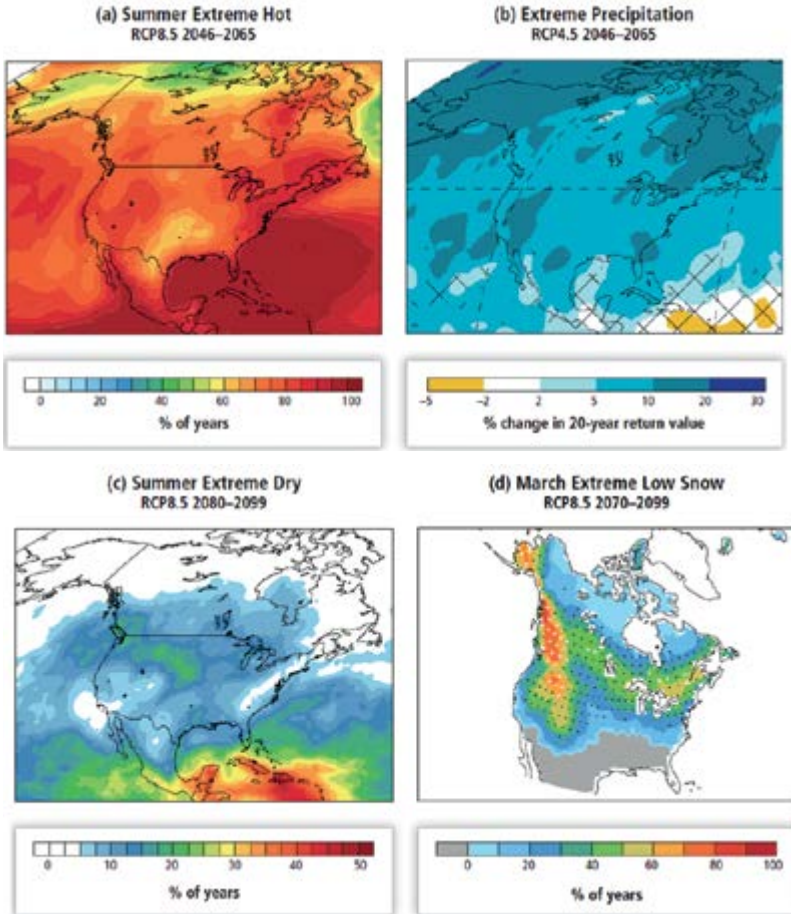 (a) Summer Extreme Hot
RCP8.5 2046–2065
(b) Extreme Precipitation
RCP4.5 2046–2065
0 20 40 60 80 100
% of years
–5 –2 2 5 10 20 30
% change in 20-year return value
(c) Summer Extreme Dry
RCP8.5 2080–2099
(d) March Extreme Low Snow
RCP8.5 2070–2099
0 10 20 30 40 50
% of years
0 20 40 60 80 100
% of years